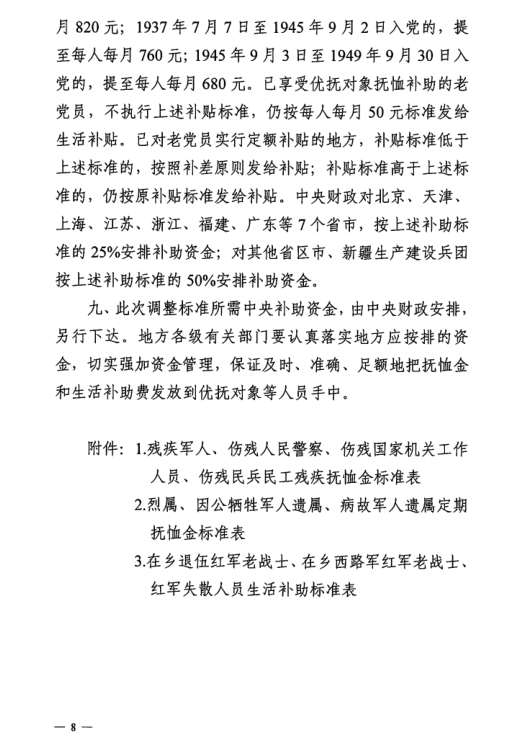 月 820 元；1937 年 7 月 7 日至 1945 年 9 月 2 日入党的，提
至每人每月 760 元；1945 年 9 月 3 日至 1949 年 9 月 30 日入
党的，提至每人每月 680 元。已享受优抚对象抚恤补助的老
党员，不执行上述补贴标准，仍按每人每月 50 元标准发给
生活补贴。已对老党员实行定额补贴的地方，补贴标准低于
上述标准的，按照补差原则发给补贴；补贴标准高于上述标
准的，仍按原补贴标准发给补贴。中央财政对北京、天津、
上海、江苏、浙江、福建、广东等 7 个省市，按上述补助标
准的 25%安排补助资金；对其他省区市、新疆生产建设兵团
按上述补助标准的 50%安排补助资金。
九、此次调整标准所需中央补助资金，由中央财政安排，
另行下达。地方各级有关部门要认真落实地方应按排的资
金，切实强加资金管理，保证及时、准确、足额地把抚恤金
和生活补助费发放到优抚对象等人员手中。
附件：1.残疾军人、伤残人民警察、伤残国家机关工作
人员、伤残民兵民工残疾抚恤金标准表
2.烈属、因公牺牲军人遗属、病故军人遗属定期
抚恤金标准表
3.在乡退伍红军老战士、在乡西路军红军老战士、
红军失散人员生活补助标准表
— 8 —